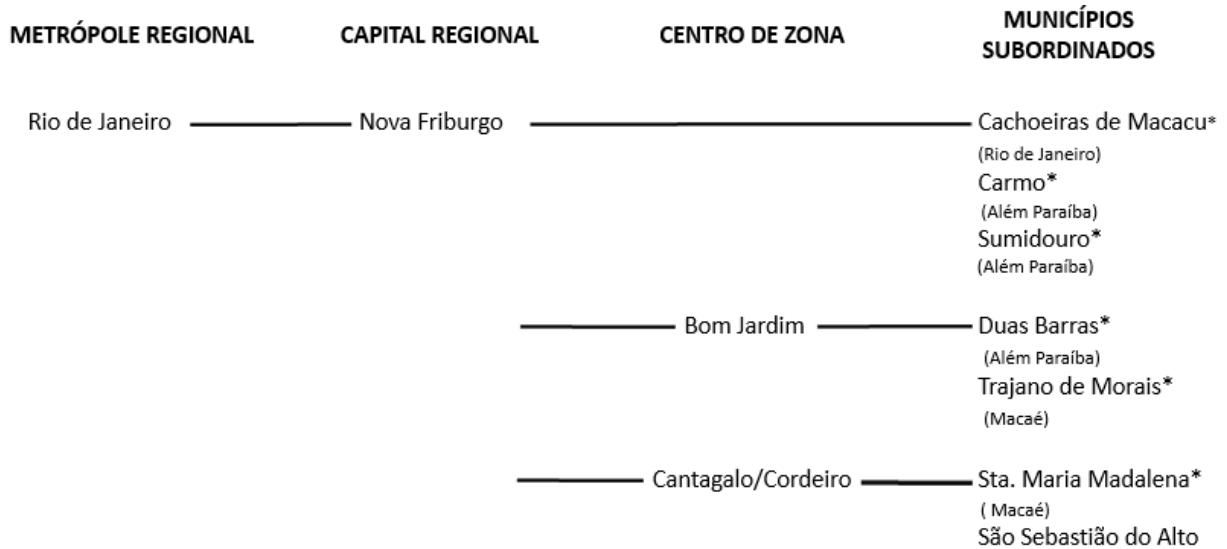 METRÓPOLE REGIONAL CAPITAL REGIONAL CENTRO DE ZONA MUNICÍPIOS SUBORDINADOS
Rio de Janeiro Nova Friburgo Cachoeiras de Macacu*
(Rio de Janeiro)
Carmo*
(Além Paraíba)
Sumidouro*
(Além Paraíba)
Bom Jardim Duas Barras*
(Além Paraíba)
Trajano de Morais*
(Macaé)
Cantagalo/Cordeiro Sta. Maria Madalena*
( Macaé)
São Sebastião do Alto